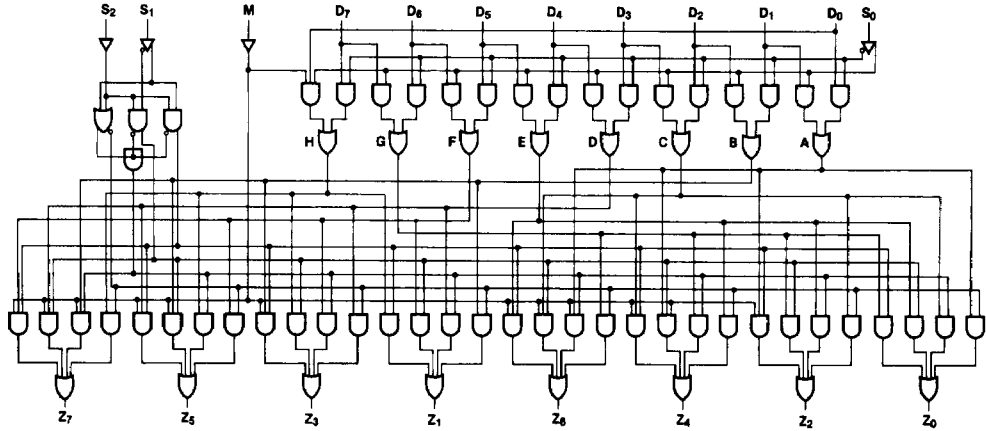 S₂ S₁ M D₇ D₆ D₅ D₄ D₃ D₂ D₁ D₀ S₀
H G F E D C B A
Z₇ Z₅ Z₃ Z₁ Z₆ Z₄ Z₂ Z₀